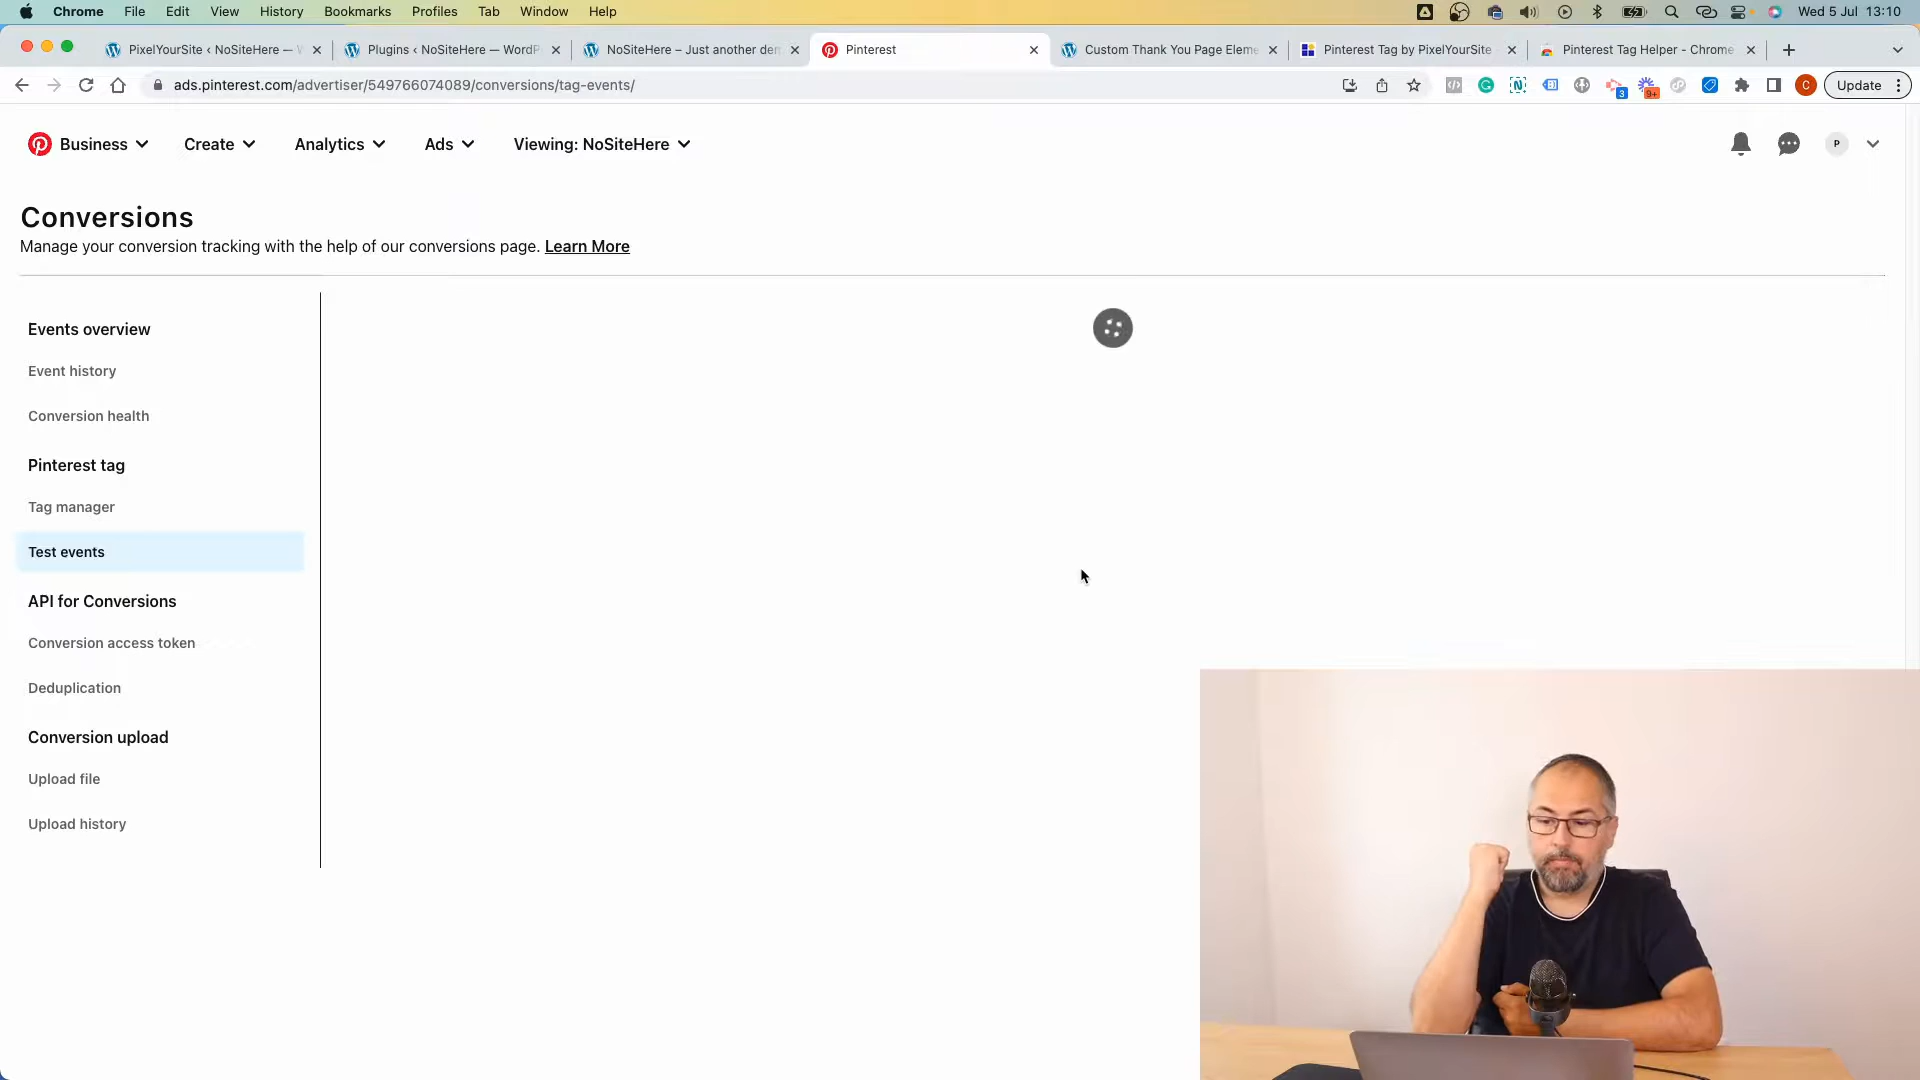 Chrome File Edit View History Bookmarks Profiles Tab Window Help Wed 5 Jul 13:10
PixelYourSite ‹ NoSiteHere — Plugins ‹ NoSiteHere — WordP NoSiteHere – Just another den Pinterest Custom Thank You Page Eleme Pinterest Tag by PixelYourSite Pinterest Tag Helper - Chrome
ads.pinterest.com/advertiser/549766074089/conversions/tag-events/ 3 9+ C Update
Business Create Analytics Ads Viewing: NoSiteHere P
Conversions
Manage your conversion tracking with the help of our conversions page. Learn More
Events overview
Event history
Conversion health
Pinterest tag
Tag manager
Test events
API for Conversions
Conversion access token
Deduplication
Conversion upload
Upload file
Upload history